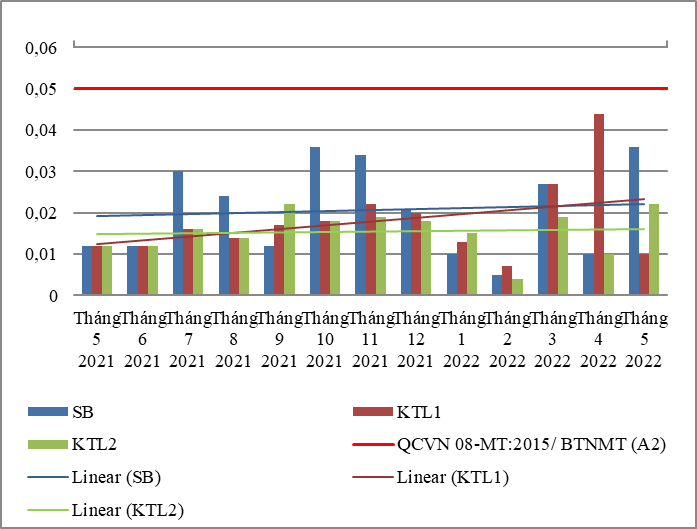 0,06
0,05
0,04
0,03
0,02
0,01
0
Tháng 5 2021
Tháng 6 2021
Tháng 7 2021
Tháng 8 2021
Tháng 9 2021
Tháng 10 2021
Tháng 11 2021
Tháng 12 2021
Tháng 1 2022
Tháng 2 2022
Tháng 3 2022
Tháng 4 2022
Tháng 5 2022
SB
KTL1
KTL2
QCVN 08-MT:2015/ BTNMT (A2)
Linear (SB)
Linear (KTL1)
Linear (KTL2)